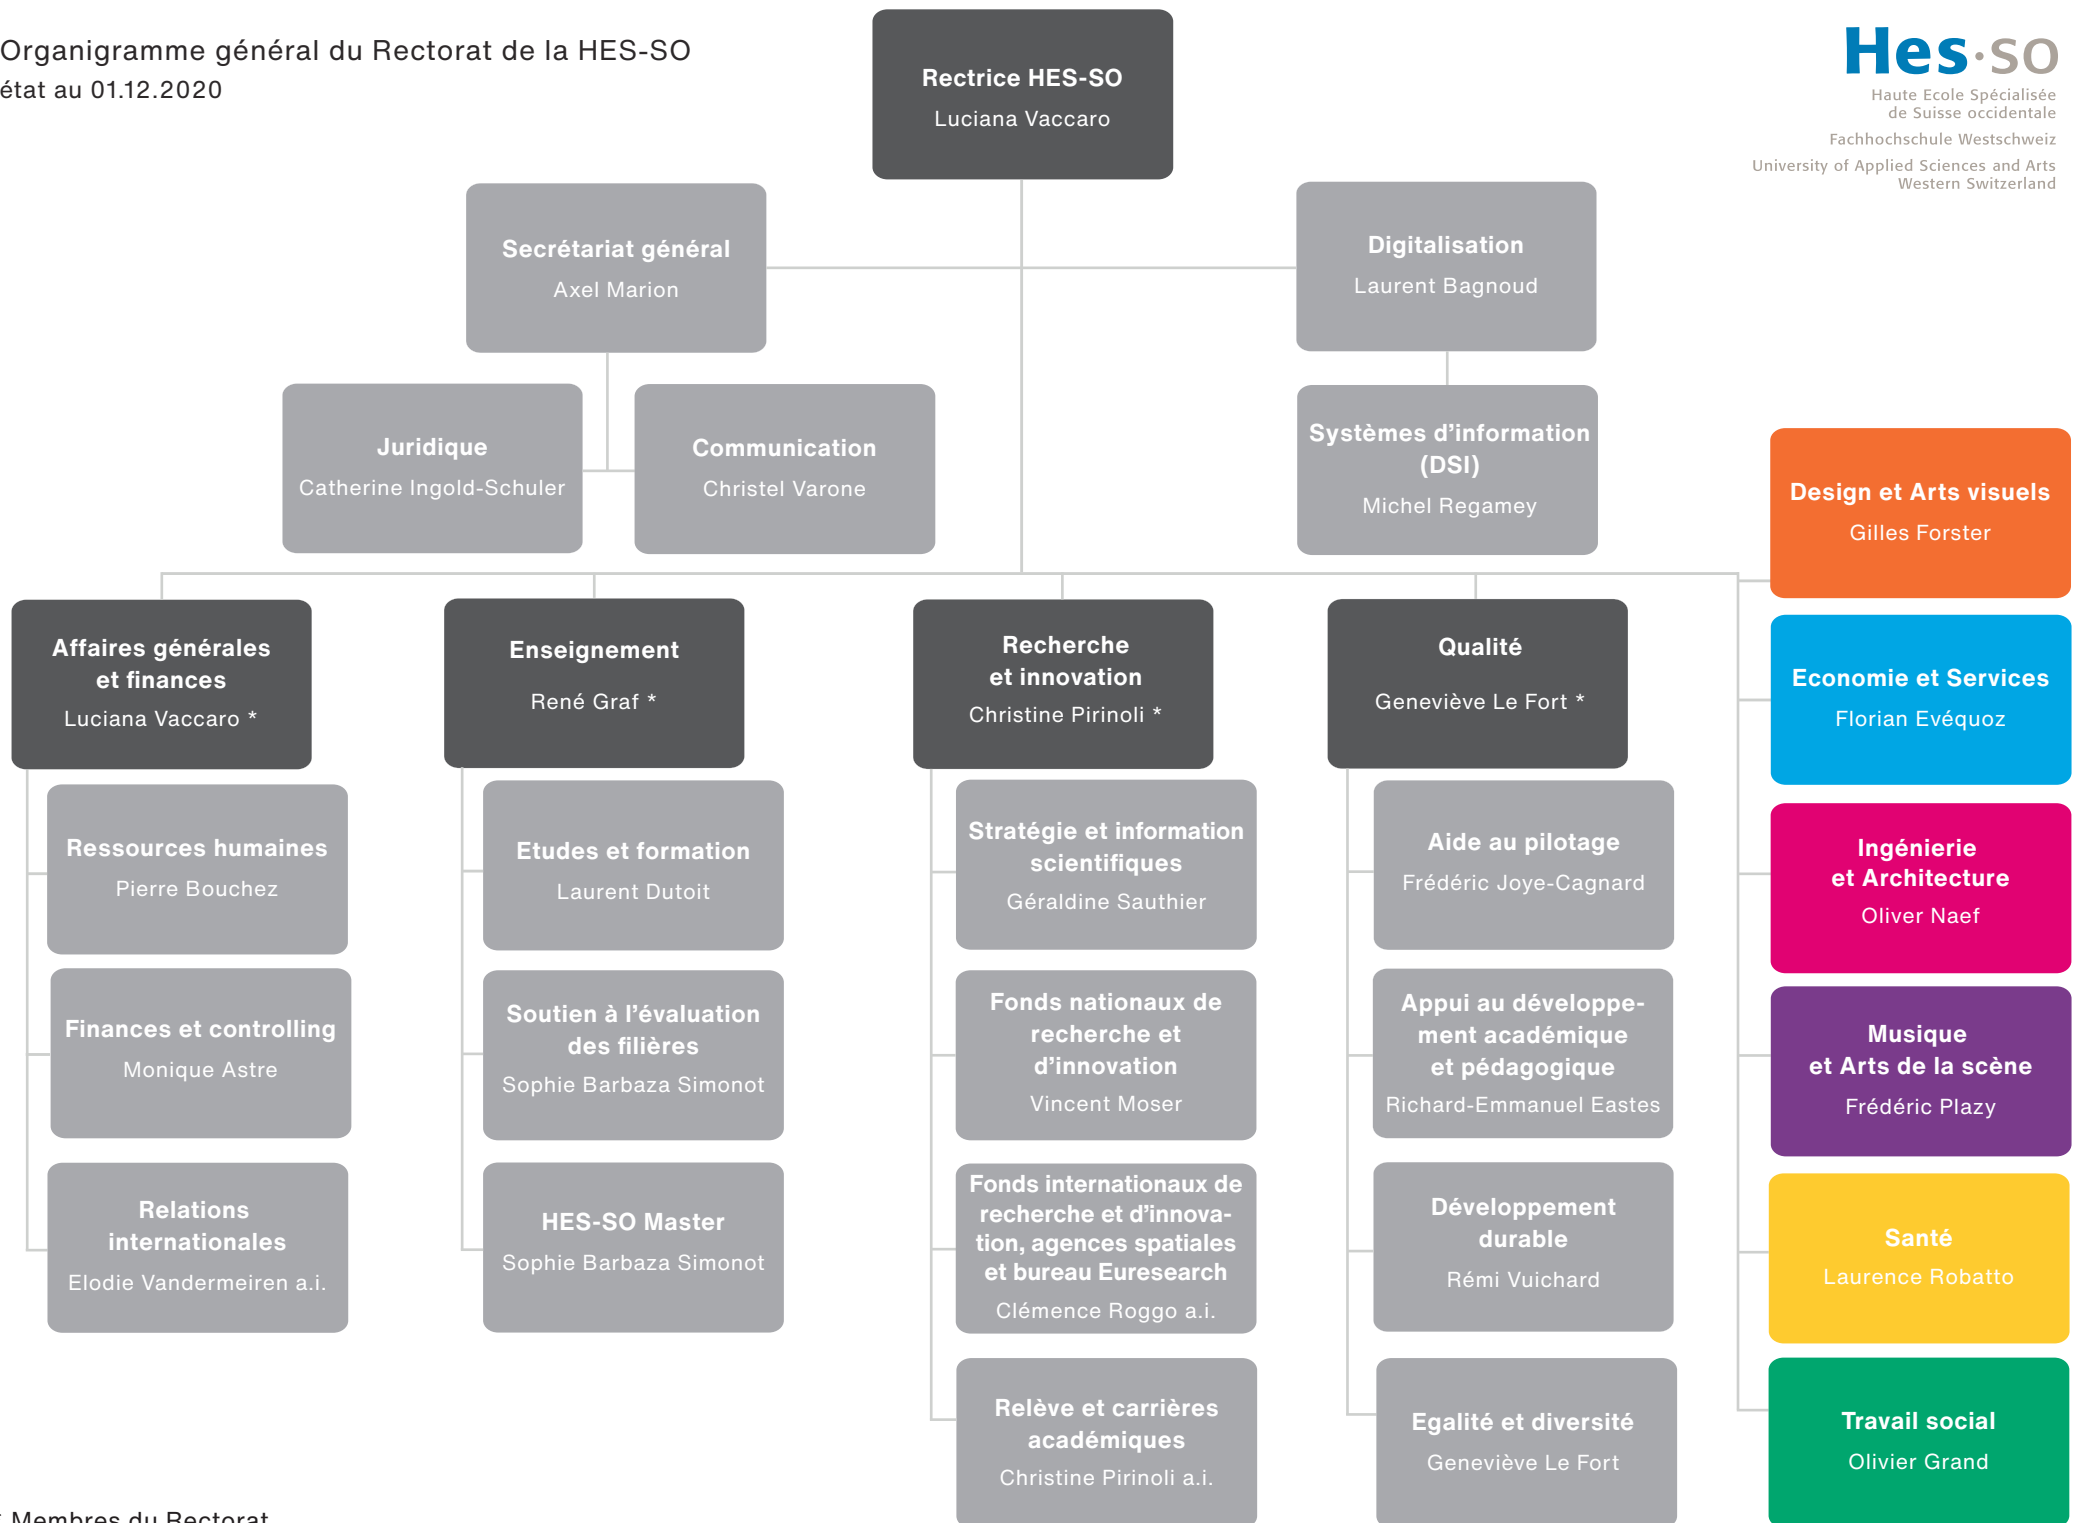 Organigramme général du Rectorat de la HES-SO
état au 01.12.2020
Hes·so
Haute Ecole Spécialisée
de Suisse occidentale
Fachhochschule Westschweiz
University of Applied Sciences and Arts
Western Switzerland
Rectrice HES-SO
Luciana Vaccaro
Secrétariat général
Axel Marion
Digitalisation
Laurent Bagnoud
Juridique
Catherine Ingold-Schuler
Communication
Christel Varone
Systèmes d’information
(DSI)
Michel Regamey
Affaires générales
et finances
Luciana Vaccaro *
Ressources humaines
Pierre Bouchez
Finances et controlling
Monique Astre
Relations
internationales
Elodie Vandermeiren a.i.
Enseignement
René Graf *
Etudes et formation
Laurent Dutoit
Soutien à l’évaluation
des filières
Sophie Barbaza Simonot
HES-SO Master
Sophie Barbaza Simonot
Recherche
et innovation
Christine Pirinoli *
Stratégie et information
scientifiques
Géraldine Sauthier
Fonds nationaux de
recherche et
d’innovation
Vincent Moser
Fonds internationaux de
recherche et d’innova-
tion, agences spatiales
et bureau Euresearch
Clémence Roggo a.i.
Relève et carrières
académiques
Christine Pirinoli a.i.
Qualité
Geneviève Le Fort *
Aide au pilotage
Frédéric Joye-Cagnard
Appui au développe-
ment académique
et pédagogique
Richard-Emmanuel Eastes
Développement
durable
Rémi Vuichard
Egalité et diversité
Geneviève Le Fort
Design et Arts visuels
Gilles Forster
Economie et Services
Florian Evéquoz
Ingénierie
et Architecture
Oliver Naef
Musique
et Arts de la scène
Frédéric Plazy
Santé
Laurence Robatto
Travail social
Olivier Grand
* Membres du Rectorat